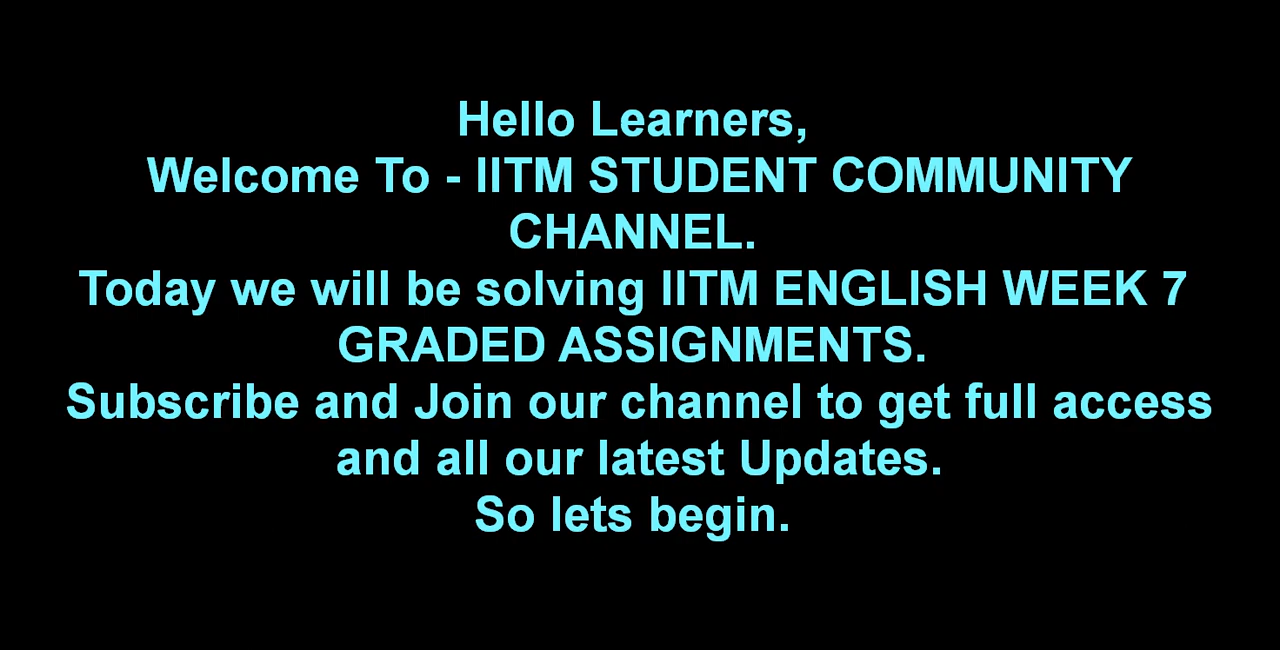 Hello Learners,
Welcome To - IITM STUDENT COMMUNITY
CHANNEL.
Today we will be solving IITM ENGLISH WEEK 7
GRADED ASSIGNMENTS.
Subscribe and Join our channel to get full access
and all our latest Updates.
So lets begin.